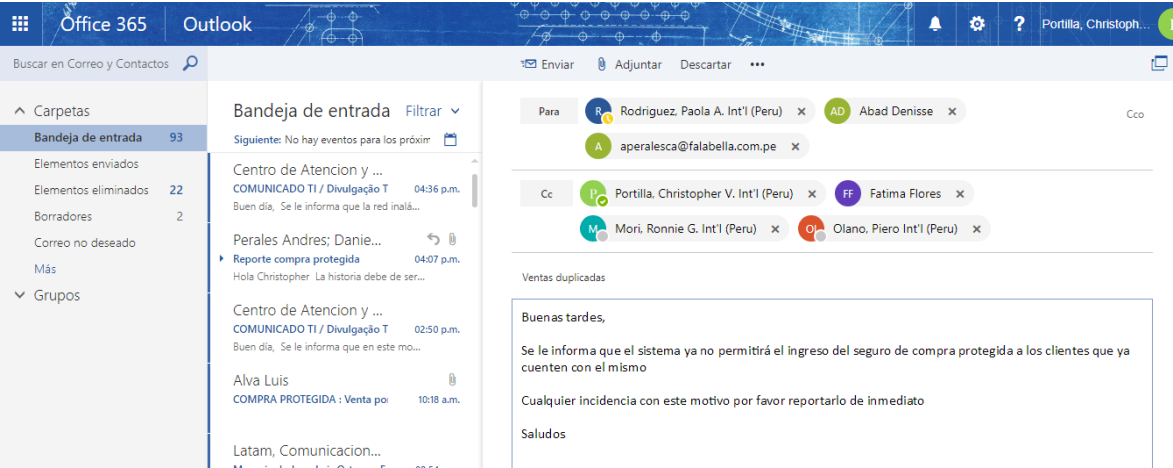 Office 365
Outlook
Portilla, Christoph...
Buscar en Correo y Contactos
Enviar
Adjuntar
Descartar
•••
Carpetas
Bandeja de entrada 93
Elementos enviados
Elementos eliminados 22
Borradores 2
Correo no deseado
Más
Grupos
Bandeja de entrada Filtrar
Siguiente: No hay eventos para los próxim
Centro de Atencion y ...
COMUNICADO TI / Divulgação T 04:36 p.m.
Buen día, Se le informa que la red inalá...
Perales Andres; Danie...
Reporte compra protegida 04:07 p.m.
Hola Christopher La historia debe de ser...
Centro de Atencion y ...
COMUNICADO TI / Divulgação T 02:50 p.m.
Buen día, Se le informa que en este mo...
Alva Luis
COMPRA PROTEGIDA : Venta po 10:18 a.m.
Latam, Comunicacion...
Para
R Rodriguez, Paola A. Int'l (Peru) x
AD Abad Denisse x
Cco
A aperalesca@falabella.com.pe x
Cc
P Portilla, Christopher V. Int'l (Peru) x
FF Fatima Flores x
M Mori, Ronnie G. Int'l (Peru) x
OI Olano, Piero Int'l (Peru) x
Ventas duplicadas
Buenas tardes,
Se le informa que el sistema ya no permitirá el ingreso del seguro de compra protegida a los clientes que ya
cuenten con el mismo
Cualquier incidencia con este motivo por favor reportarlo de inmediato
Saludos